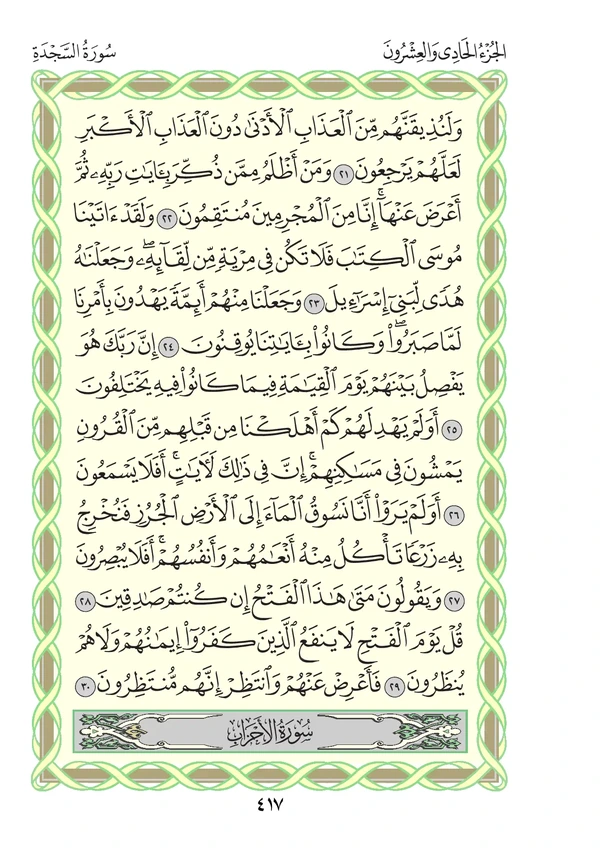 الجُزْءُ الحَادِى وَالعِشْرُونَ
سُورَةُ السَّجْدَةِ
وَلَنُذِيقَنَّهُم مِّنَ ٱلْعَذَابِ ٱلْأَدْنَىٰ دُونَ ٱلْعَذَابِ ٱلْأَكْبَرِ
لَعَلَّهُمْ يَرْجِعُونَ ٢١ وَمَنْ أَظْلَمُ مِمَّن ذُكِّرَ بِـَٔايَٰتِ رَبِّهِۦ ثُمَّ
أَعْرَضَ عَنْهَآ ۚ إِنَّا مِنَ ٱلْمُجْرِمِينَ مُنتَقِمُونَ ٢٢ وَلَقَدْ ءَاتَيْنَا
مُوسَى ٱلْكِتَٰبَ فَلَا تَكُن فِى مِرْيَةٍ مِّن لِّقَآئِهِۦ ۖ وَجَعَلْنَٰهُ
هُدًى لِّبَنِىٓ إِسْرَٰٓءِيلَ ٢٣ وَجَعَلْنَا مِنْهُمْ أَئِمَّةً يَهْدُونَ بِأَمْرِنَا
لَمَّا صَبَرُوا۟ ۖ وَكَانُوا۟ بِـَٔايَٰتِنَا يُوقِنُونَ ٢٤ إِنَّ رَبَّكَ هُوَ
يَفْصِلُ بَيْنَهُمْ يَوْمَ ٱلْقِيَٰمَةِ فِيمَا كَانُوا۟ فِيهِ يَخْتَلِفُونَ
٢٥ أَوَلَمْ يَهْدِ لَهُمْ كَمْ أَهْلَكْنَا مِن قَبْلِهِم مِّنَ ٱلْقُرُونِ
يَمْشُونَ فِى مَسَٰكِنِهِمْ ۚ إِنَّ فِى ذَٰلِكَ لَـَٔايَٰتٍ ۖ أَفَلَا يَسْمَعُونَ
٢٦ أَوَلَمْ يَرَوْا۟ أَنَّا نَسُوقُ ٱلْمَآءَ إِلَى ٱلْأَرْضِ ٱلْجُرُزِ فَنُخْرِجُ
بِهِۦ زَرْعًا تَأْكُلُ مِنْهُ أَنْعَٰمُهُمْ وَأَنفُسُهُمْ ۖ أَفَلَا يُبْصِرُونَ
٢٧ وَيَقُولُونَ مَتَىٰ هَٰذَا ٱلْفَتْحُ إِن كُنتُمْ صَٰدِقِينَ ٢٨
قُلْ يَوْمَ ٱلْفَتْحِ لَا يَنفَعُ ٱلَّذِينَ كَفَرُوٓا۟ إِيمَٰنُهُمْ وَلَا هُمْ
يُنظَرُونَ ٢٩ فَأَعْرِضْ عَنْهُمْ وَٱنتَظِرْ إِنَّهُم مُّنتَظِرُونَ ٣٠
سُورَةُ الأَحْزَابِ
٤١٧